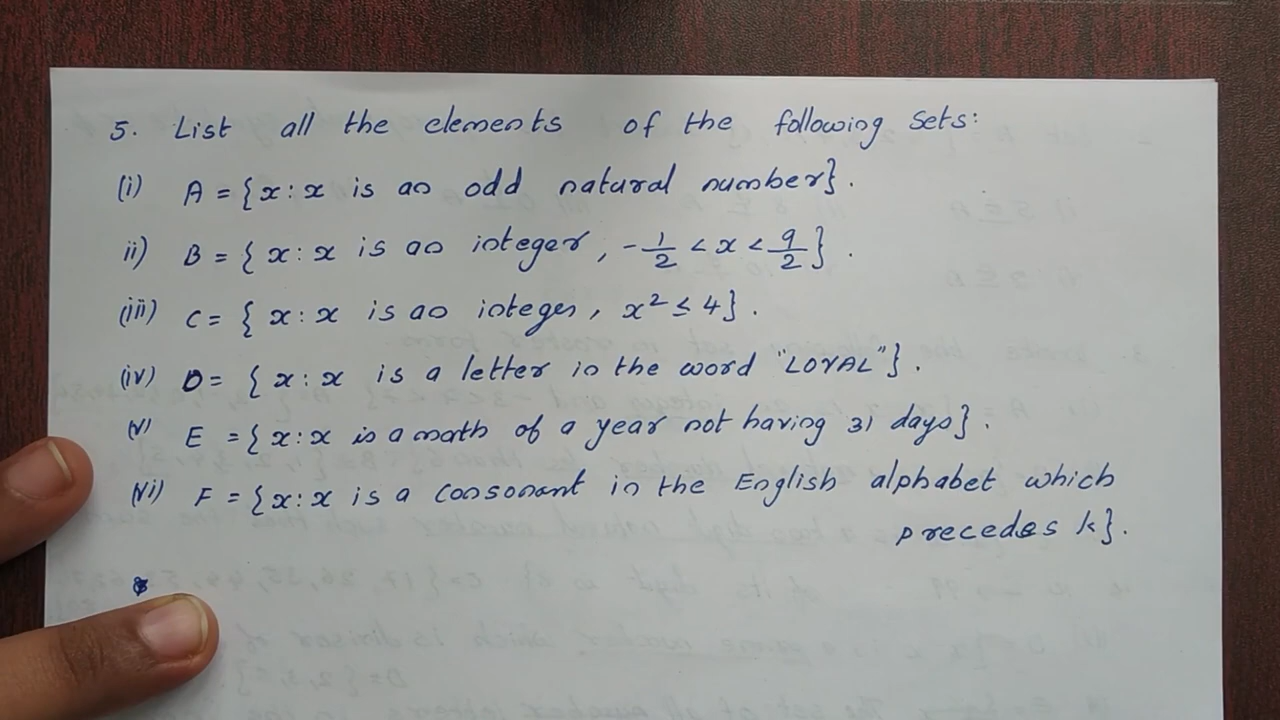 5. List all the elements of the following sets:
(i) A = {x : x is an odd natural number}.
ii) B = { x : x is an integer, -1/2 < x < 9/2 }.
(iii) C = { x : x is an integer, x² ≤ 4}.
(iv) D = { x : x is a letter in the word "LOYAL"}.
(v) E = { x : x is a month of a year not having 31 days}.
(vi) F = {x : x is a consonant in the English alphabet which
precedes k}.